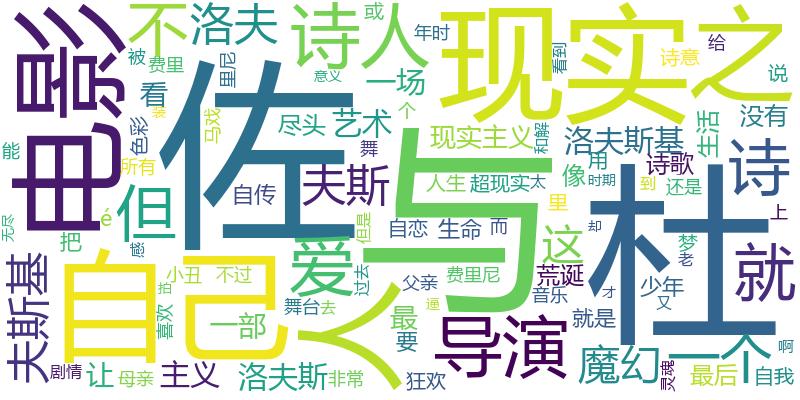 电影
不
洛夫
诗人
或
年时
现实
之
给
诗意
说
看到
被
费里
里尼
意义
看
一场
个
佐
与
杜
诗
没有
生活
色彩
马戏
装
尽头
艺术
舞
现实主义
和解
洛夫斯基
用
诗歌
能
所有
夫斯
人生
超现实
太
像
时期
到
还是
上
é
但
自传
但是
自恋
生命
而
里
却
梦
老
无尽
把
感
爱
这
就
夫斯基
自己
人
过去
父亲
费里尼
荒诞
少年
又
拍
小丑
不过
舞台
去
最
要
逼
导演
音乐
才
就是
喜欢
一部
魔幻
一个
啊
剧情
让
母亲
主义
洛夫斯
非常
狂欢
灵魂
最后
自我